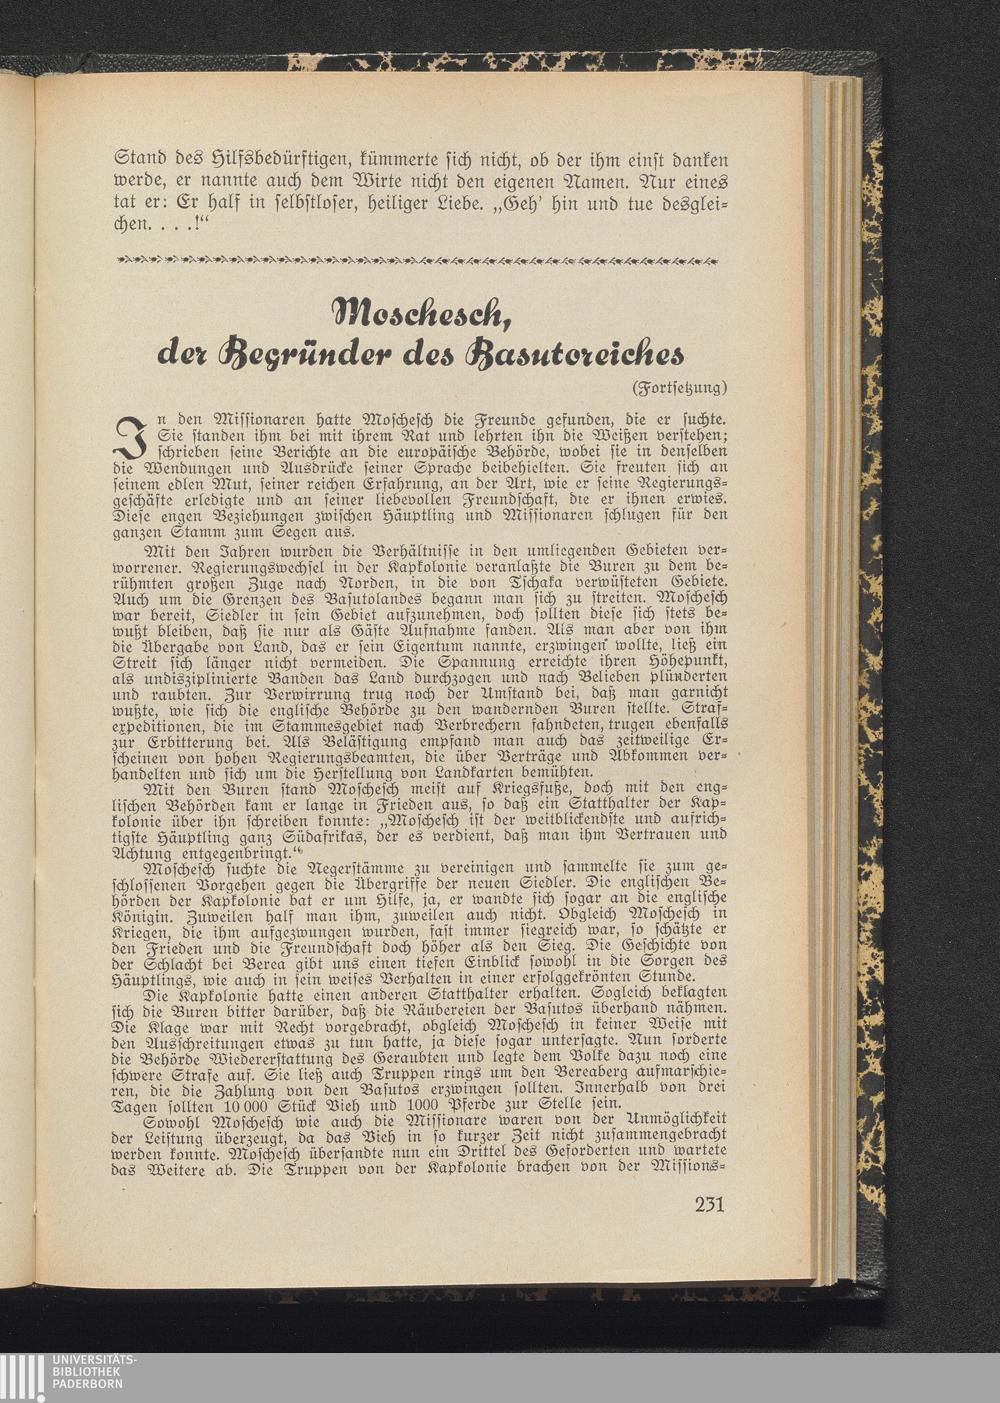 Stand des Hilfsbedürftigen, kümmerte sich nicht, ob der ihm einst danken
werde, er nannte auch dem Wirte nicht den eigenen Namen. Nur eines
tat er: Er half in selbstloser, heiliger Liebe. „Geh' hin und tue desglei-
chen. . . .!“
Moschesch,
der Begründer des Basutoreiches
(Fortsetzung)
In den Missionaren hatte Moschesch die Freunde gefunden, die er suchte.
Sie standen ihm bei mit ihrem Rat und lehrten ihn die Weißen verstehen;
schrieben seine Berichte an die europäische Behörde, wobei sie in denselben
die Wendungen und Ausdrücke seiner Sprache beibehielten. Sie freuten sich an
seinem edlen Mut, seiner reichen Erfahrung, an der Art, wie er seine Regierungs-
geschäfte erledigte und an seiner liebevollen Freundschaft, die er ihnen erwies.
Diese engen Beziehungen zwischen Häuptling und Missionaren schlugen für den
ganzen Stamm zum Segen aus.
Mit den Jahren wurden die Verhältnisse in den umliegenden Gebieten ver-
worrener. Regierungswechsel in der Kapkolonie veranlaßte die Buren zu dem be-
rühmten großen Zuge nach Norden, in die von Tschaka verwüsteten Gebiete.
Auch um die Grenzen des Basutolandes begann man sich zu streiten. Moschesch
war bereit, Siedler in sein Gebiet aufzunehmen, doch sollten diese sich stets be-
wußt bleiben, daß sie nur als Gäste Aufnahme fanden. Als man aber von ihm
die Übergabe von Land, das er sein Eigentum nannte, erzwingen wollte, ließ ein
Streit sich länger nicht vermeiden. Die Spannung erreichte ihren Höhepunkt,
als undisziplinierte Banden das Land durchzogen und nach Belieben plünderten
und raubten. Zur Verwirrung trug noch der Umstand bei, daß man garnicht
wußte, wie sich die englische Behörde zu den wandernden Buren stellte. Straf-
expeditionen, die im Stammesgebiet nach Verbrechern fahndeten, trugen ebenfalls
zur Erbitterung bei. Als Belästigung empfand man auch das zeitweilige Er-
scheinen von hohen Regierungsbeamten, die über Verträge und Abkommen ver-
handelten und sich um die Herstellung von Landkarten bemühten.
Mit den Buren stand Moschesch meist auf Kriegsfuße, doch mit den eng-
lischen Behörden kam er lange in Frieden aus, so daß ein Statthalter der Kap-
kolonie über ihn schreiben konnte: „Moschesch ist der weitblickendste und aufrich-
tigste Häuptling ganz Südafrikas, der es verdient, daß man ihm Vertrauen und
Achtung entgegenbringt.“
Moschesch suchte die Negerstämme zu vereinigen und sammelte sie zum ge-
schlossenen Vorgehen gegen die Übergriffe der neuen Siedler. Die englischen Be-
hörden der Kapkolonie bat er um Hilfe, ja, er wandte sich sogar an die englische
Königin. Zuweilen half man ihm, zuweilen auch nicht. Obgleich Moschesch in
Kriegen, die ihm aufgezwungen wurden, fast immer siegreich war, so schätzte er
den Frieden und die Freundschaft doch höher als den Sieg. Die Geschichte von
der Schlacht bei Berea gibt uns einen tiefen Einblick sowohl in die Sorgen des
Häuptlings, wie auch in sein weises Verhalten in einer erfolggekrönten Stunde.
Die Kapkolonie hatte einen anderen Statthalter erhalten. Sogleich beklagten
sich die Buren bitter darüber, daß die Räubereien der Basutos überhand nähmen.
Die Klage war mit Recht vorgebracht, obgleich Moschesch in keiner Weise mit
den Ausschreitungen etwas zu tun hatte, ja diese sogar untersagte. Nun forderte
die Behörde Wiedererstattung des Geraubten und legte dem Volke dazu noch eine
schwere Strafe auf. Sie ließ auch Truppen rings um den Bereaberg aufmarschie-
ren, die die Zahlung von den Basutos erzwingen sollten. Innerhalb von drei
Tagen sollten 10 000 Stück Vieh und 1000 Pferde zur Stelle sein.
Sowohl Moschesch wie auch die Missionare waren von der Unmöglichkeit
der Leistung überzeugt, da das Vieh in so kurzer Zeit nicht zusammengebracht
werden konnte. Moschesch übersandte nun ein Drittel des Geforderten und wartete
das Weitere ab. Die Truppen von der Kapkolonie brachen von der Missions-
231
UNIVERSITÄTS-
BIBLIOTHEK
PADERBORN